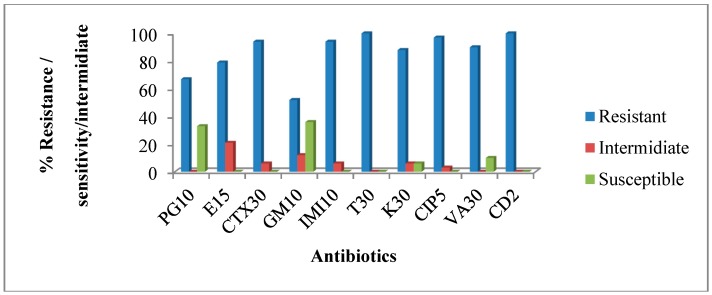 % Resistance /
sensitivity/intermidiate
100
80
60
40
20
0
PG10
E15
CTX30
GM10
IMI10
T30
K30
CIP5
VA30
CD2
Antibiotics
Resistant
Intermidiate
Susceptible